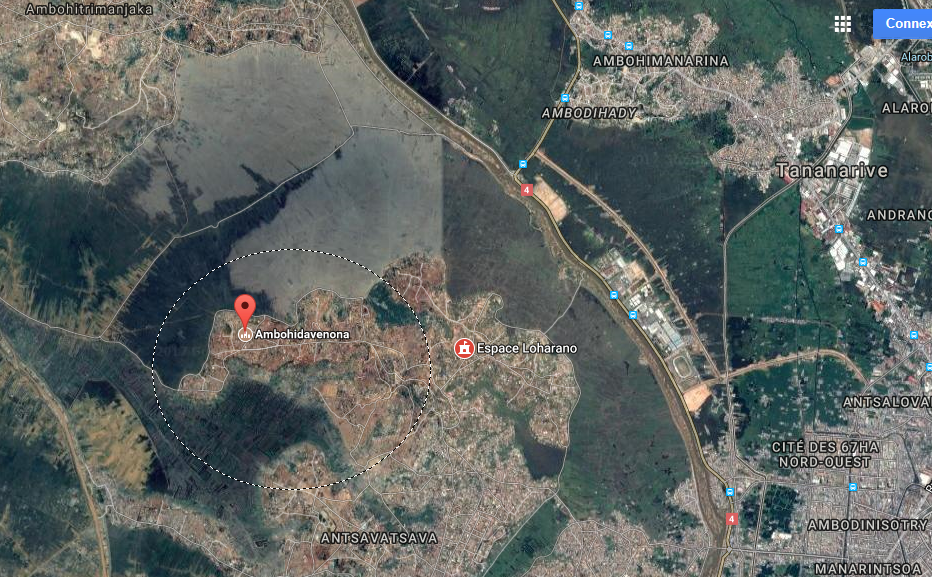 Ambohitrimanjaka
Connex
AMBOHIMANARINA
Alarob
AMBODIHADY
ALARO
Tananarive
4
ANDRANO
Ambohidavenona
Espace Loharano
ANTSALOVA
CITÉ DES 67HA
NORD-OUEST
4
AMBODINISOTRY
ANTSAVATSAVA
MANARINTSOA